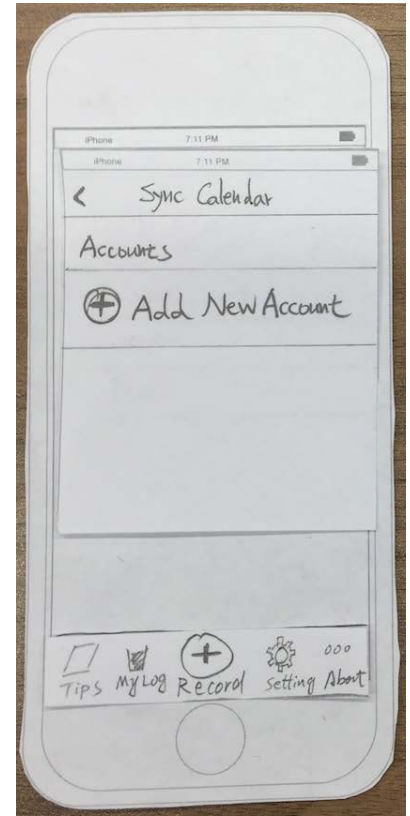 iPhone 7:11 PM
iPhone 7:11 PM
< Sync Calendar
Accounts
+ Add New Account
Tips My Log Record Setting About